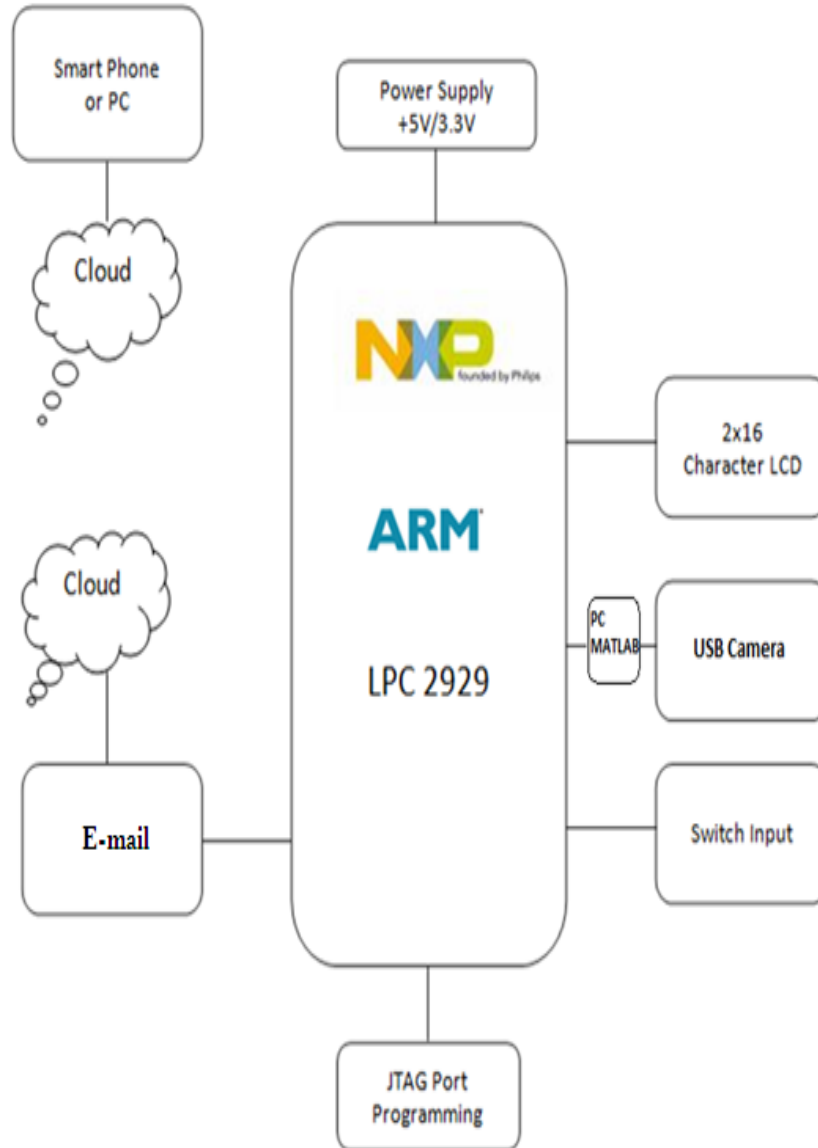 Smart Phone
or PC
Power Supply
+5V/3.3V
Cloud
NXP
founded by Philips
2x16
Character LCD
ARM
Cloud
PC
MATLAB
USB Camera
LPC 2929
E-mail
Switch Input
JTAG Port
Programming